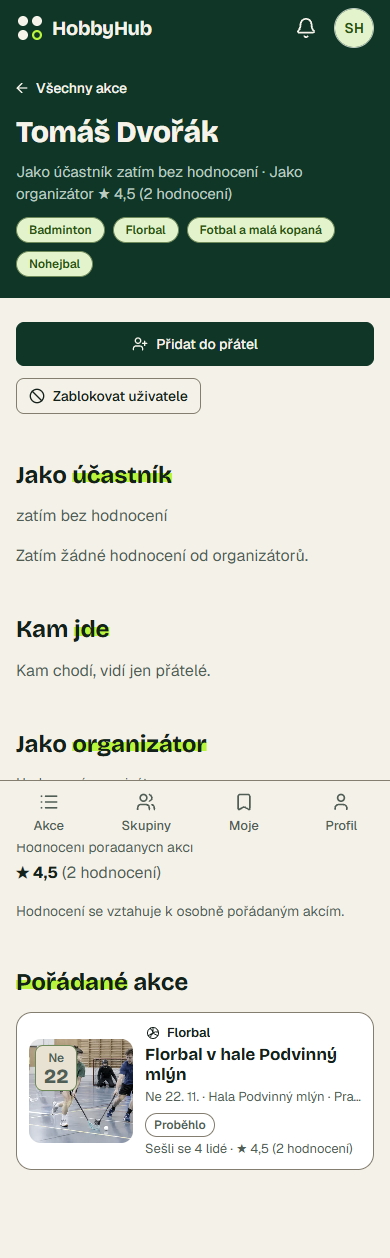 HobbyHub
SH
← Všechny akce
Tomáš Dvořák
Jako účastník zatím bez hodnocení · Jako
organizátor ★ 4,5 (2 hodnocení)
Badminton
Florbal
Fotbal a malá kopaná
Nohejbal
Přidat do přátel
Zablokovat uživatele
Jako účastník
zatím bez hodnocení
Zatím žádné hodnocení od organizátorů.
Kam jde
Kam chodí, vidí jen přátelé.
Jako organizátor
Akce
Skupiny
Moje
Profil
Hodnocení pořádaných akcí
★ 4,5 (2 hodnocení)
Hodnocení se vztahuje k osobně pořádaným akcím.
Pořádané akce
Ne
22
Florbal
Florbal v hale Podvinný
mlýn
Ne 22. 11. · Hala Podvinný mlýn · Pra...
Proběhlo
Sešli se 4 lidé · ★ 4,5 (2 hodnocení)